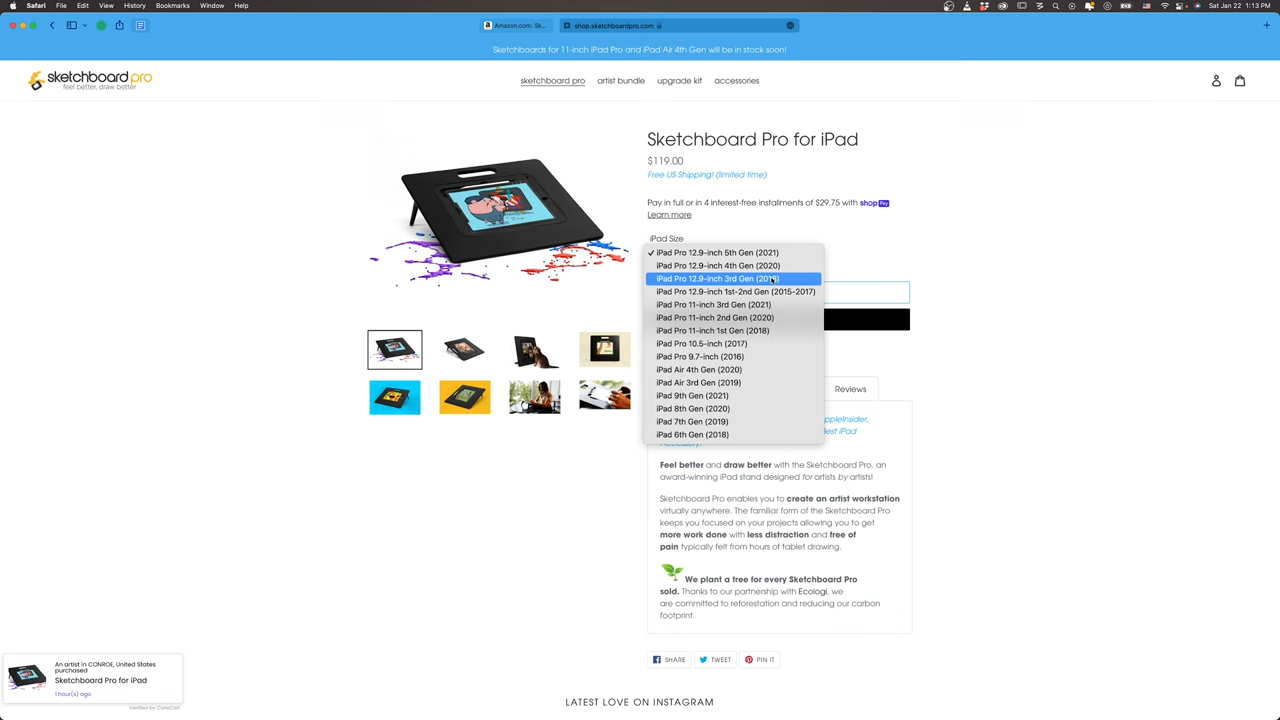 Safari File Edit View History Bookmarks Window Help
Sat Jan 22 1:13 PM
Amazon.com: Sk...
shop.sketchboardpro.com
Sketchboards for 11-inch iPad Pro and iPad Air 4th Gen will be in stock soon!
sketchboard pro
feel better, draw better
sketchboard pro artist bundle upgrade kit accessories
Sketchboard Pro for iPad
$119.00
Free US Shipping! (limited time)
Pay in full or in 4 interest-free installments of $29.75 with shop Pay
Learn more
iPad Size
✓ iPad Pro 12.9-inch 5th Gen (2021)
iPad Pro 12.9-inch 4th Gen (2020)
iPad Pro 12.9-inch 3rd Gen
iPad Pro 12.9-inch 1st-2nd Gen (2015-2017)
iPad Pro 11-inch 3rd Gen (2021)
iPad Pro 11-inch 2nd Gen (2020)
iPad Pro 11-inch 1st Gen (2018)
iPad Pro 10.5-inch (2017)
iPad Pro 9.7-inch (2016)
iPad Air 4th Gen (2020)
iPad Air 3rd Gen (2019)
iPad 9th Gen (2021)
iPad 8th Gen (2020)
iPad 7th Gen (2019)
iPad 6th Gen (2018)
Reviews
Feel better and draw better with the Sketchboard Pro, an
award-winning iPad stand designed for artists by artists!
Sketchboard Pro enables you to create an artist workstation
virtually anywhere. The familiar form of the Sketchboard Pro
keeps you focused on your projects allowing you to get
more work done with less distraction and free of
pain typically felt from hours of tablet drawing.
We plant a tree for every Sketchboard Pro
sold. Thanks to our partnership with Ecologi, we
are committed to reforestation and reducing our carbon
footprint.
SHARE TWEET PIN IT
An artist in CONROE, United States
purchased
Sketchboard Pro for iPad
1 hour(s) ago
Verified by CareCart
LATEST LOVE ON INSTAGRAM